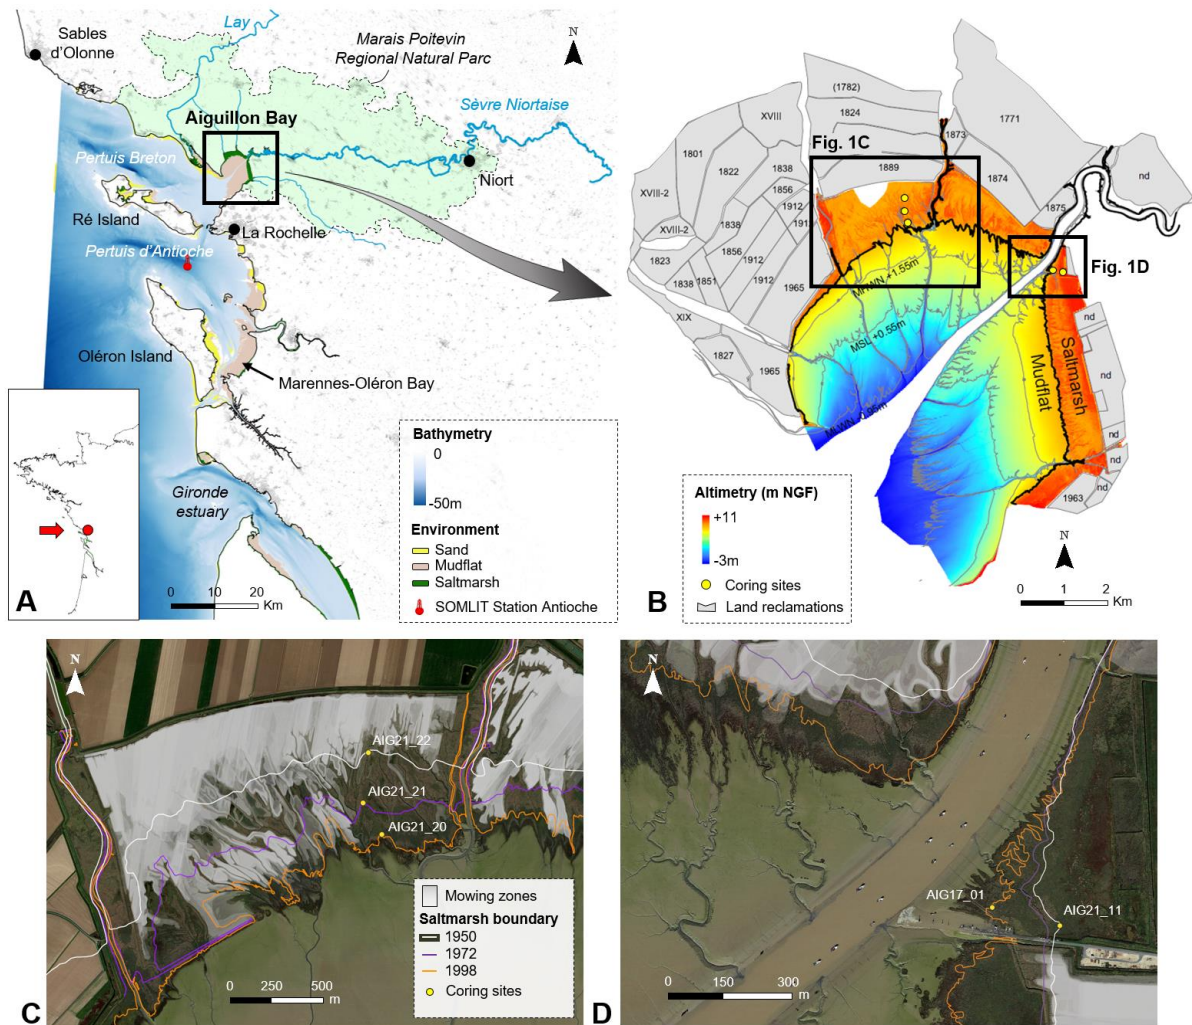 Sables
d'Olonne
Lay
Marais Poitevin
Regional Natural Parc
N
Aiguillon Bay
Sèvre Niortaise
Pertuis Breton
Niort
Ré Island
La Rochelle
Pertuis d'Antioche
Oléron Island
Marennes-Oléron Bay
Gironde
estuary
Bathymetry
0
-50m
Environment
Sand
Mudflat
Saltmarsh
SOMLIT Station Antioche
0 10 20
Km
A
(1782)
XVIII
1824
1771
Fig. 1C
1873
1801
1889
1822
1838
1874
nd
1856
XVIII-2
1912
1875
1838
XVIII-2
1856
1823
1912
Fig. 1D
1838
1851
1912
1965
MHWN +1.55m
XIX
MSL +0.55m
nd
1827
1965
Mudflat
Saltmarsh
nd
nd
nd
1963
Altimetry (m NGF)
+11
-3m
Coring sites
Land reclamations
N
0 1 2
Km
B
N
AIG21_22
AIG21_21
AIG21_20
Mowing zones
Saltmarsh boundary
1950
1972
1998
Coring sites
0 250 500
m
C
N
AIG17_01
AIG21_11
0 150 300
m
D